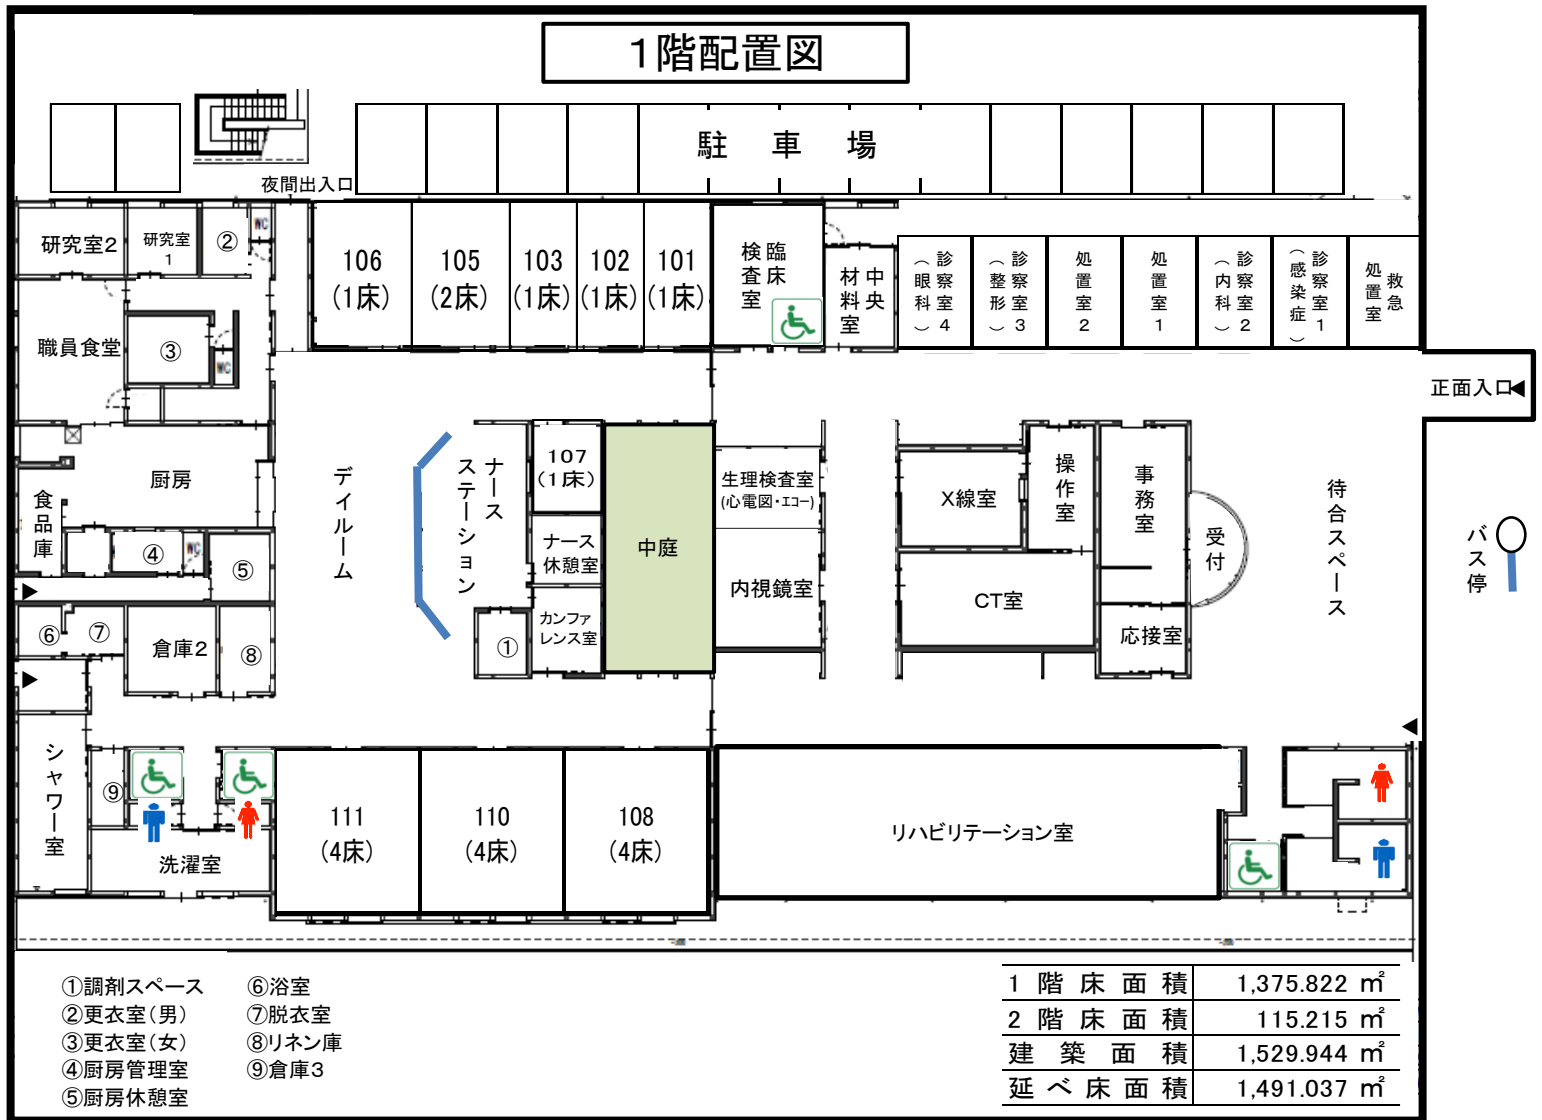 1階配置図
駐車場
夜間出入口
研究室2
研究室
1
②
WC
106
(1床)
105
(2床)
103
(1床)
102
(1床)
101
(1床)
臨床
検査室
中央
材料室
診察室4
(眼科)
診察室3
(整形)
処置室2
処置室1
診察室2
(内科)
診察室1
(感染症)
救急
処置室
職員食堂
③
WC
正面入口
厨房
食品庫
④
WC
⑤
デイルーム
ナース
ステーション
107
(1床)
ナース
休憩室
カンファ
レンス室
①
中庭
生理検査室
(心電図・エコー)
内視鏡室
X線室
操作室
CT室
事務室
受付
応接室
待合スペース
バス停
⑥
⑦
倉庫2
⑧
シャワー室
⑨
洗濯室
111
(4床)
110
(4床)
108
(4床)
リハビリテーション室
①調剤スペース
②更衣室(男)
③更衣室(女)
④厨房管理室
⑤厨房休憩室
⑥浴室
⑦脱衣室
⑧リネン庫
⑨倉庫3
1階床面積 1,375.822 ㎡
2階床面積 115.215 ㎡
建築面積 1,529.944 ㎡
延べ床面積 1,491.037 ㎡